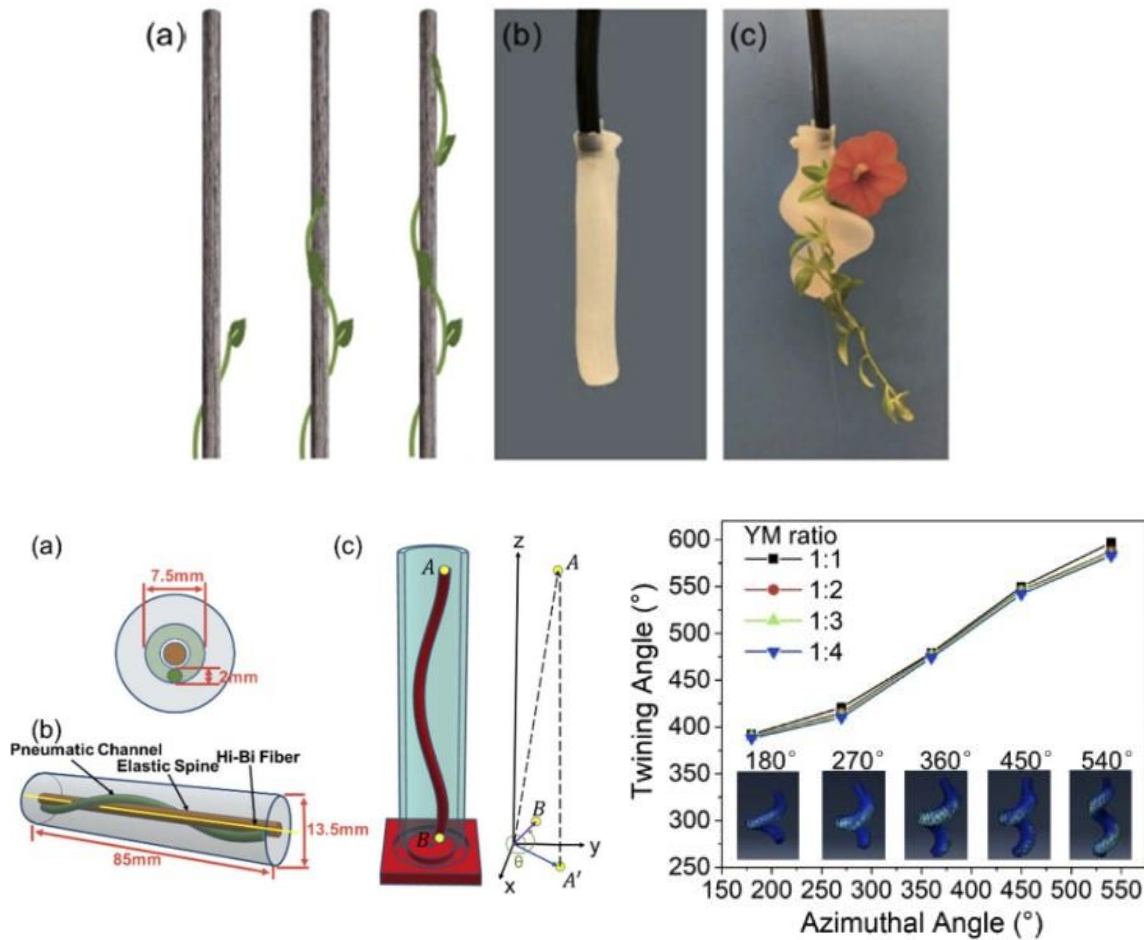 (a)
(b)
(c)
(a)
7.5mm
2mm
(b)
Pneumatic Channel
Elastic Spine
Hi-Bi Fiber
85mm
13.5mm
(c)
A
B
z
A
B
y
θ
x
A'
YM ratio
1:1
1:2
1:3
1:4
Twining Angle (°)
600
550
500
450
400
350
300
250
180° 270° 360° 450° 540°
150 200 250 300 350 400 450 500 550
Azimuthal Angle (°)